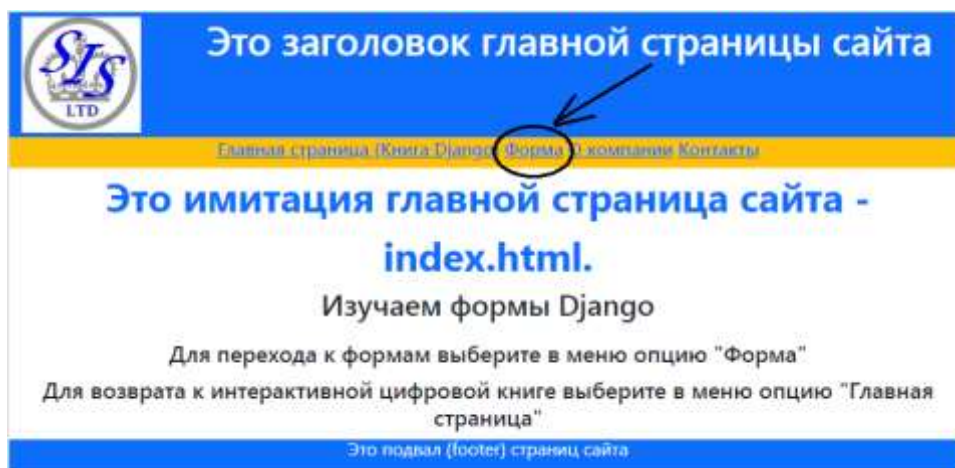 SIS
LTD
Это заголовок главной страницы сайта
Главная страница (Книга Django) Форма О компании Контакты
Это имитация главной страница сайта -
index.html.
Изучаем формы Django
Для перехода к формам выберите в меню опцию "Форма"
Для возврата к интерактивной цифровой книге выберите в меню опцию "Главная
страница"
Это подвал (footer) страниц сайта